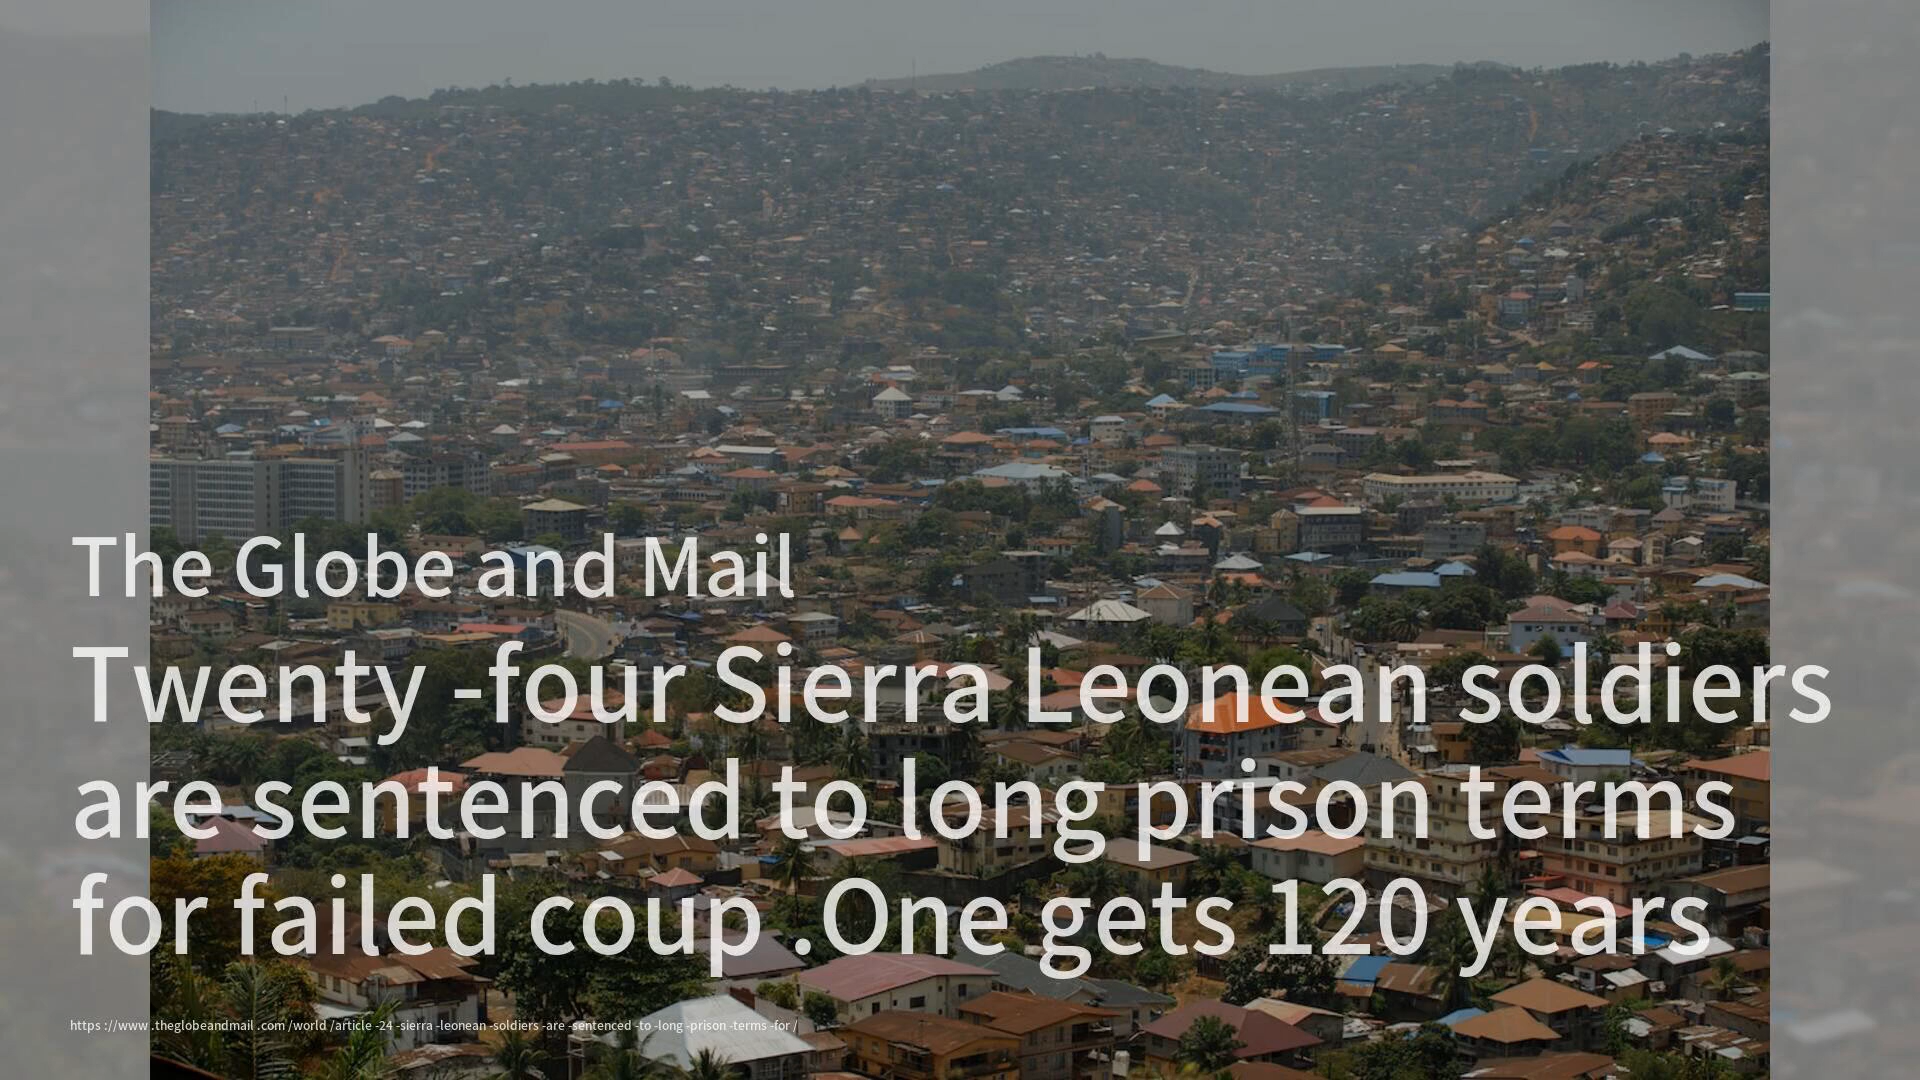 The Globe and Mail
Twenty -four Sierra Leonean soldiers
are sentenced to long prison terms
for failed coup .One gets 120 years
https ://www .theglobeandmail .com /world /article -24 -sierra -leonean -soldiers -are -sentenced -to -long -prison -terms -for /